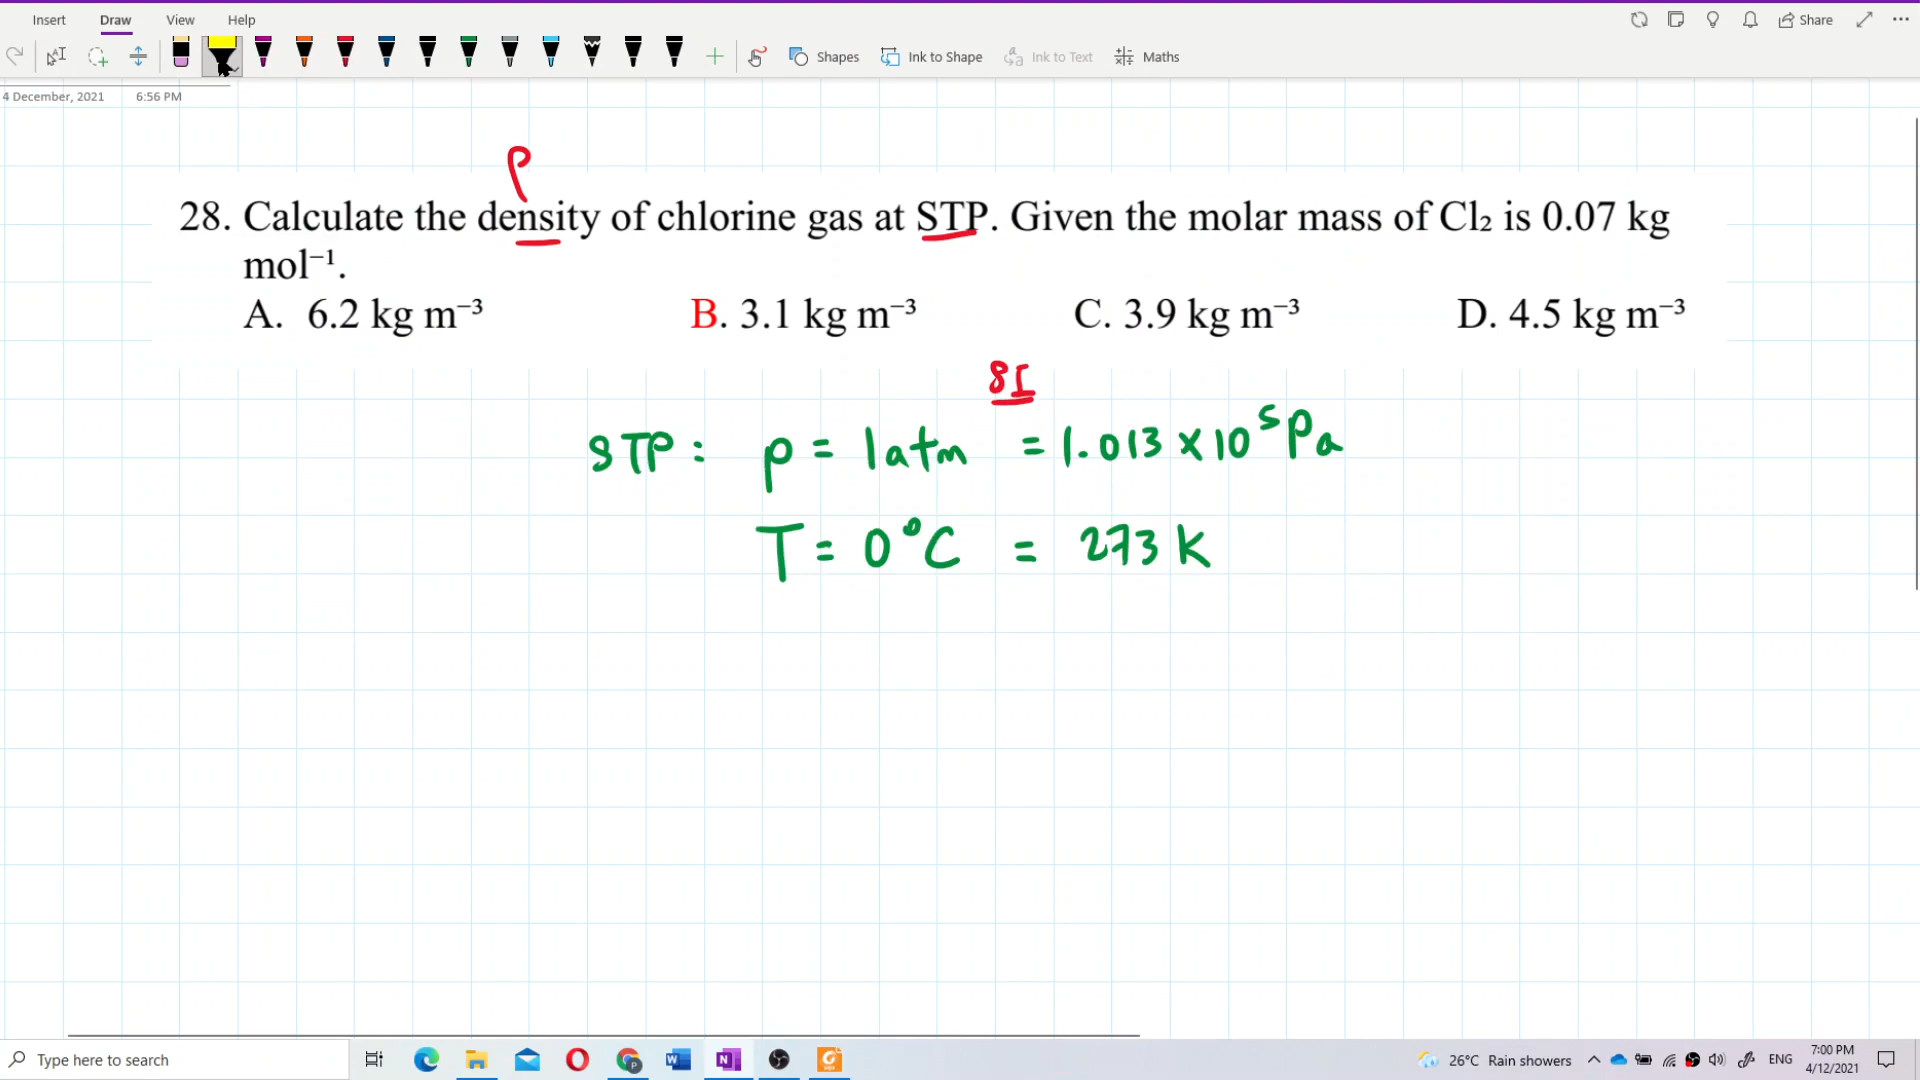 Insert Draw View Help
Share
Shapes Ink to Shape Ink to Text Maths
4 December, 2021 6:56 PM
ρ
28. Calculate the density of chlorine gas at STP. Given the molar mass of Cl₂ is 0.07 kg
mol⁻¹.
A. 6.2 kg m⁻³ B. 3.1 kg m⁻³ C. 3.9 kg m⁻³ D. 4.5 kg m⁻³
SI
STP: p = 1atm = 1.013 × 10⁵ Pa
T = 0°C = 273 K
Type here to search
26°C Rain showers
ENG
7:00 PM
4/12/2021